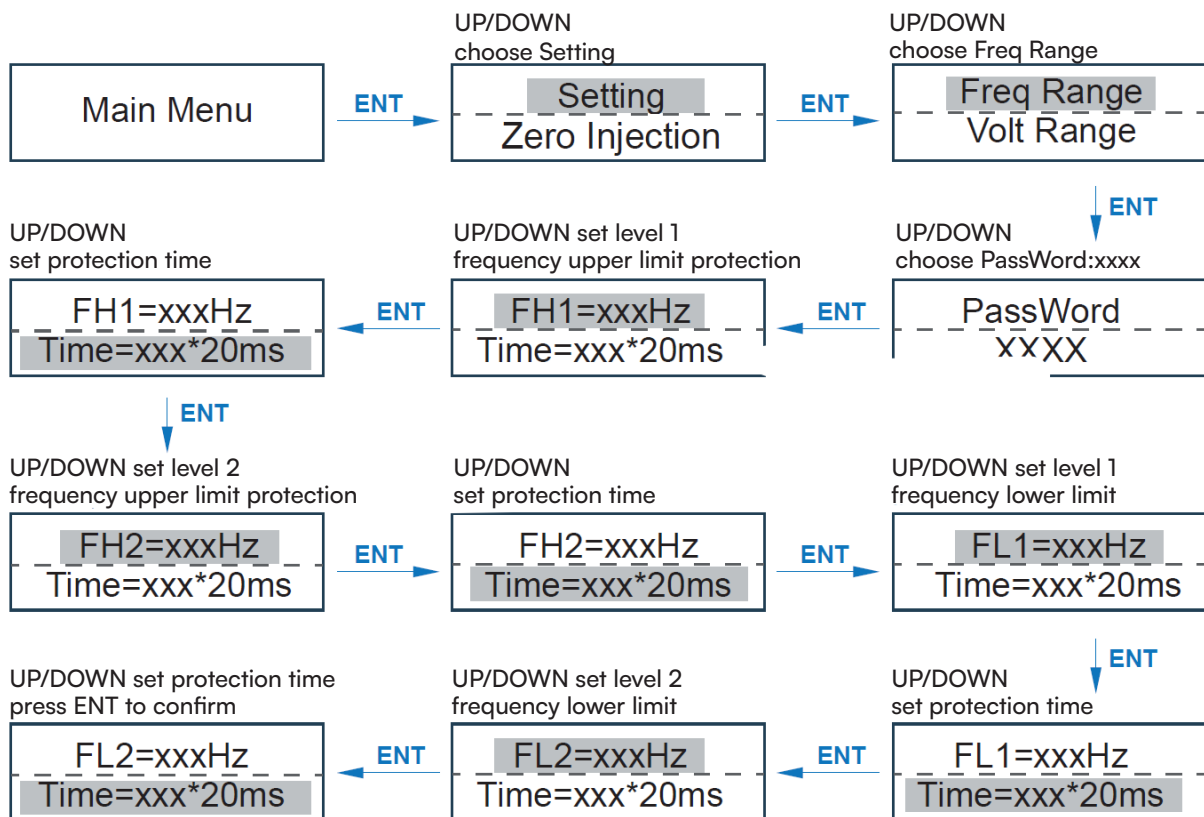 Main Menu
ENT
UP/DOWN
choose Setting
Setting
Zero Injection
ENT
UP/DOWN
choose Freq Range
Freq Range
Volt Range
ENT
UP/DOWN
choose PassWord:xxxx
PassWord
XXXX
ENT
UP/DOWN set level 1
frequency upper limit protection
FH1=xxxHz
Time=xxx*20ms
ENT
UP/DOWN
set protection time
FH1=xxxHz
Time=xxx*20ms
ENT
UP/DOWN set level 2
frequency upper limit protection
FH2=xxxHz
Time=xxx*20ms
ENT
UP/DOWN
set protection time
FH2=xxxHz
Time=xxx*20ms
ENT
UP/DOWN set level 1
frequency lower limit
FL1=xxxHz
Time=xxx*20ms
ENT
UP/DOWN
set protection time
FL1=xxxHz
Time=xxx*20ms
ENT
UP/DOWN set level 2
frequency lower limit
FL2=xxxHz
Time=xxx*20ms
ENT
UP/DOWN set protection time
press ENT to confirm
FL2=xxxHz
Time=xxx*20ms